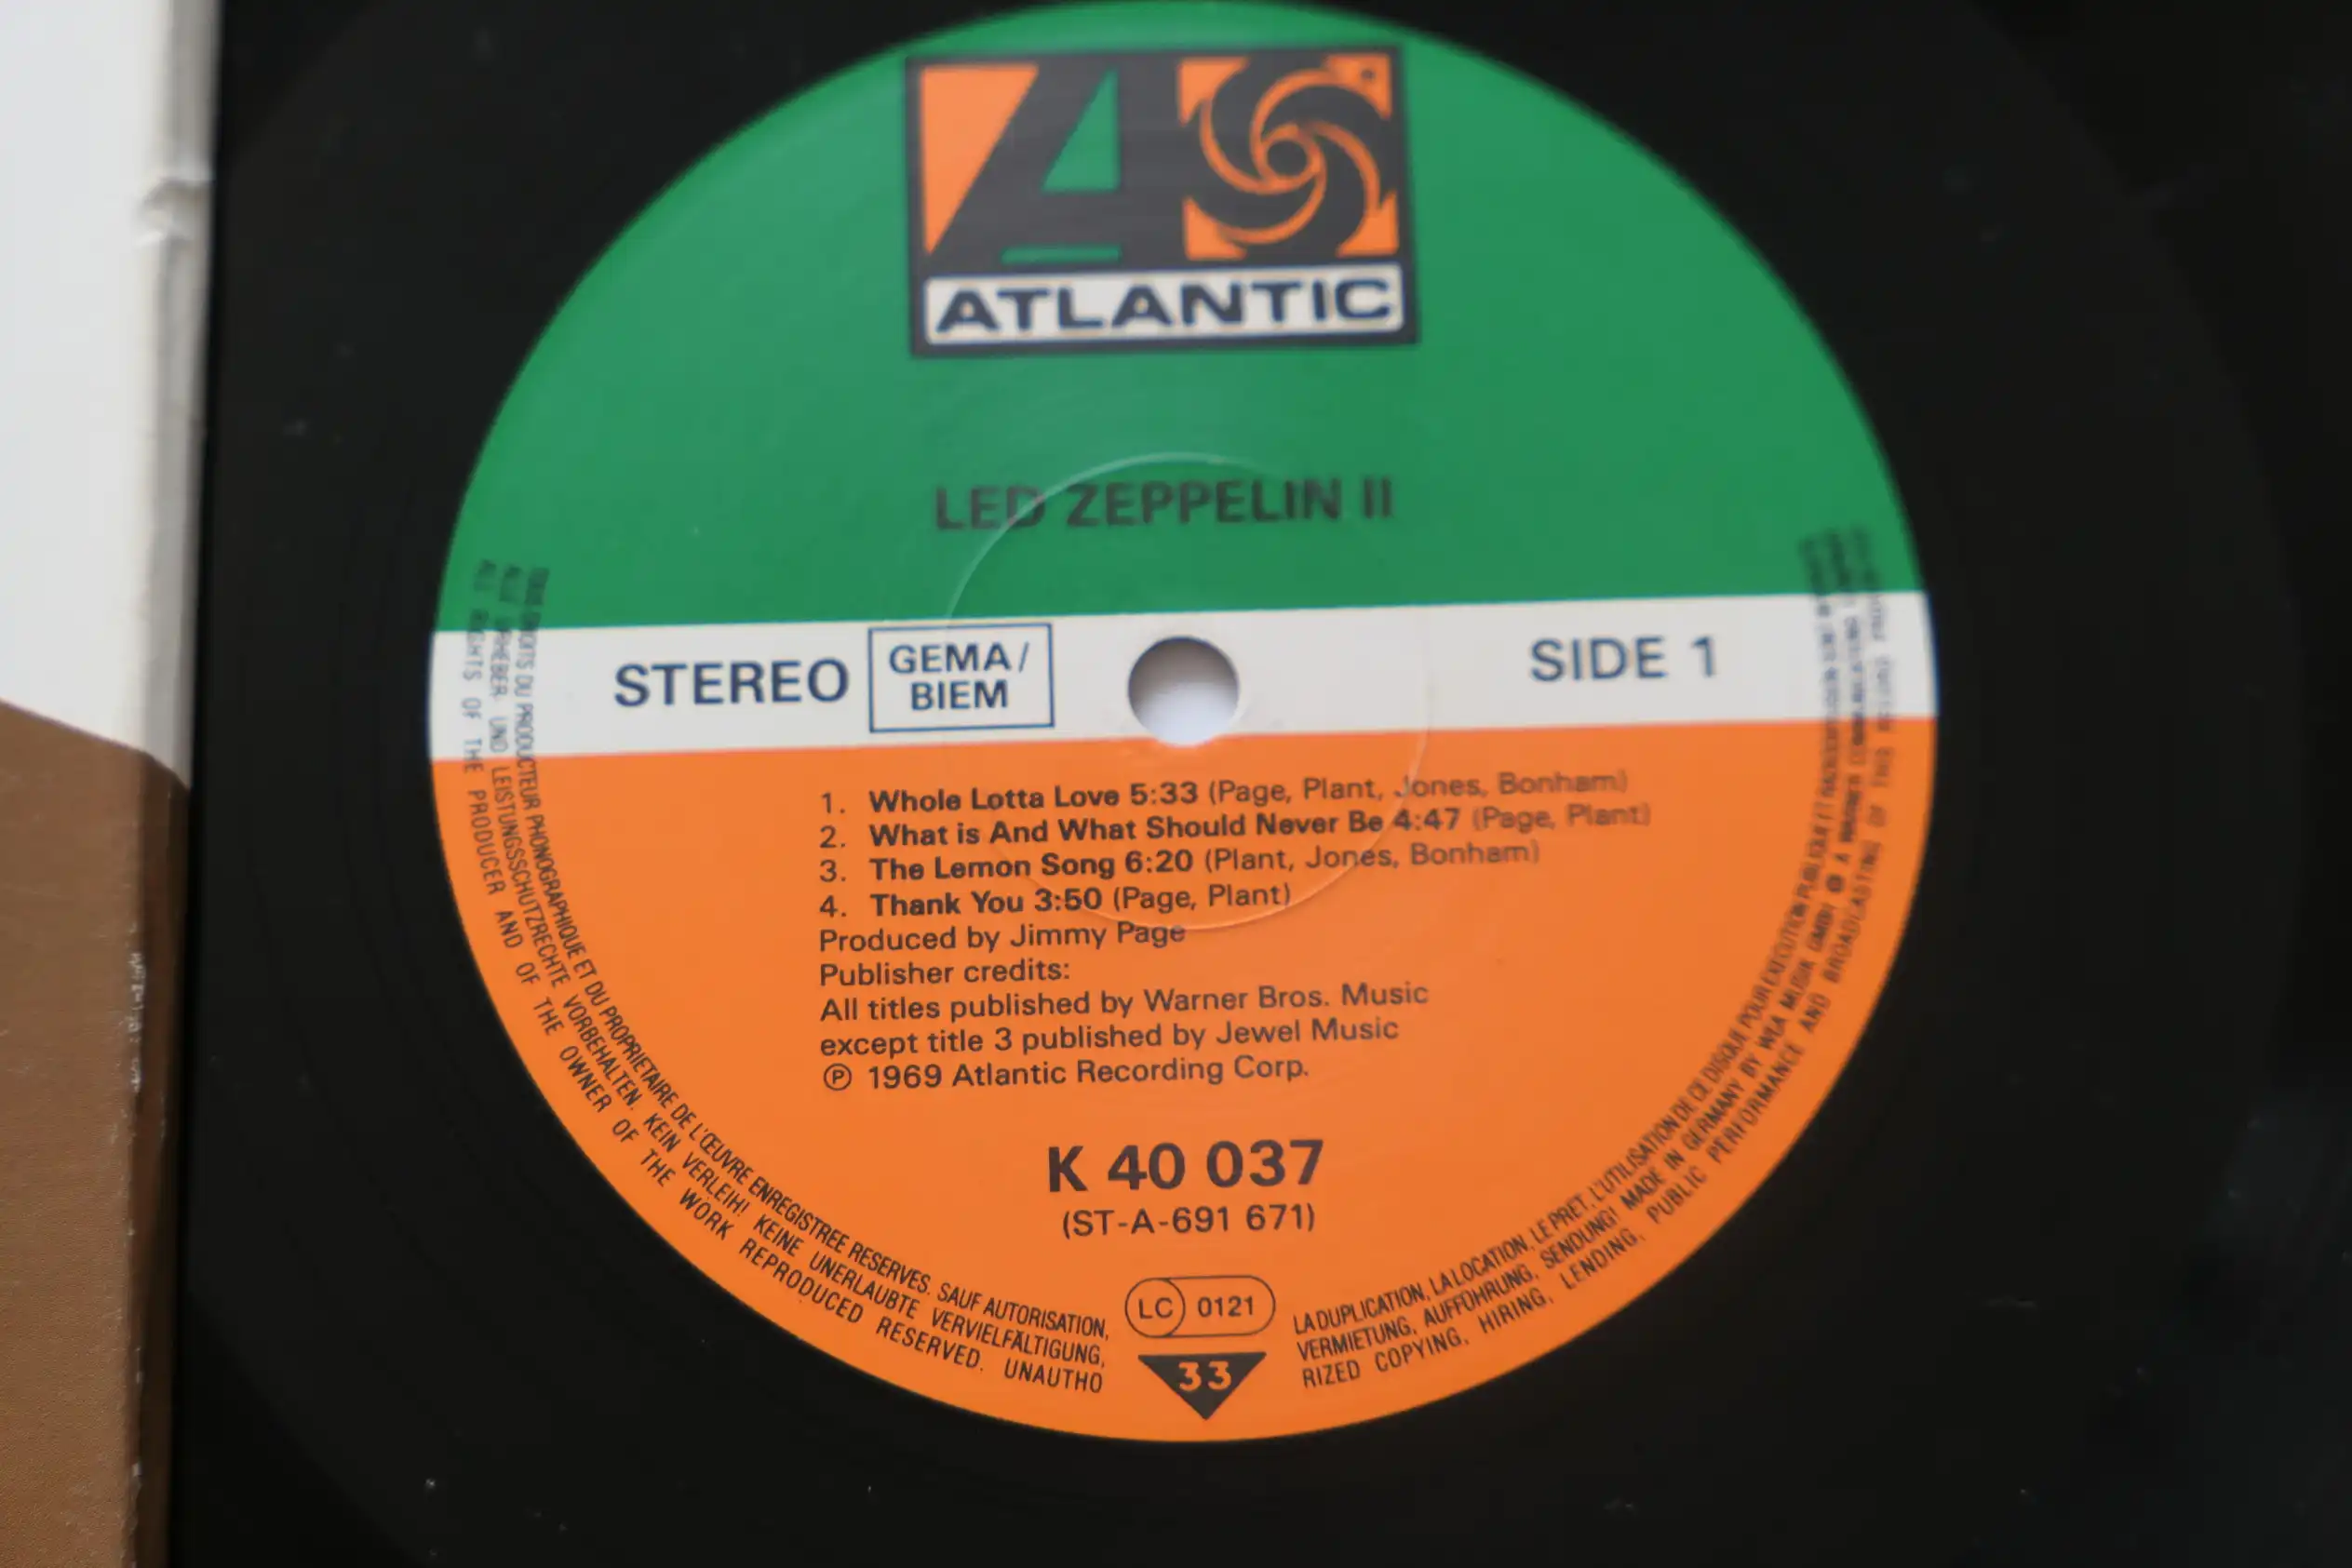 ATLANTIC
LED ZEPPELIN II
STEREO
GEMA/
BIEM
SIDE 1
1. Whole Lotta Love 5:33 (Page, Plant, Jones, Bonham)
2. What is And What Should Never Be 4:47 (Page, Plant)
3. The Lemon Song 6:20 (Plant, Jones, Bonham)
4. Thank You 3:50 (Page, Plant)
Produced by Jimmy Page
Publisher credits:
All titles published by Warner Bros. Music
except title 3 published by Jewel Music
℗ 1969 Atlantic Recording Corp.
K 40 037
(ST-A-691 671)
LC 0121
33
TOUS DROITS DU PRODUCTEUR PHONOGRAPHIQUE ET DU PROPRIETAIRE DE L'ŒUVRE ENREGISTREE RESERVES. SAUF AUTORISATION, LA DUPLICATION, LA LOCATION, LE PRET, L'UTILISATION DE CE DISQUE POUR EXECUTION PUBLIQUE ET
ALLE URHEBER- UND LEISTUNGSSCHUTZRECHTE VORBEHALTEN. KEIN VERLEIH! KEINE UNERLAUBTE VERVIELFÄLTIGUNG, VERMIETUNG, AUFFÜHRUNG, SENDUNG! MADE IN GERMANY BY WEA MUSIK GMBH A WARNER
ALL RIGHTS OF THE PRODUCER AND OF THE OWNER OF THE WORK REPRODUCED RESERVED. UNAUTHO RIZED COPYING, HIRING, LENDING, PUBLIC PERFORMANCE AND BROADCASTING OF THIS